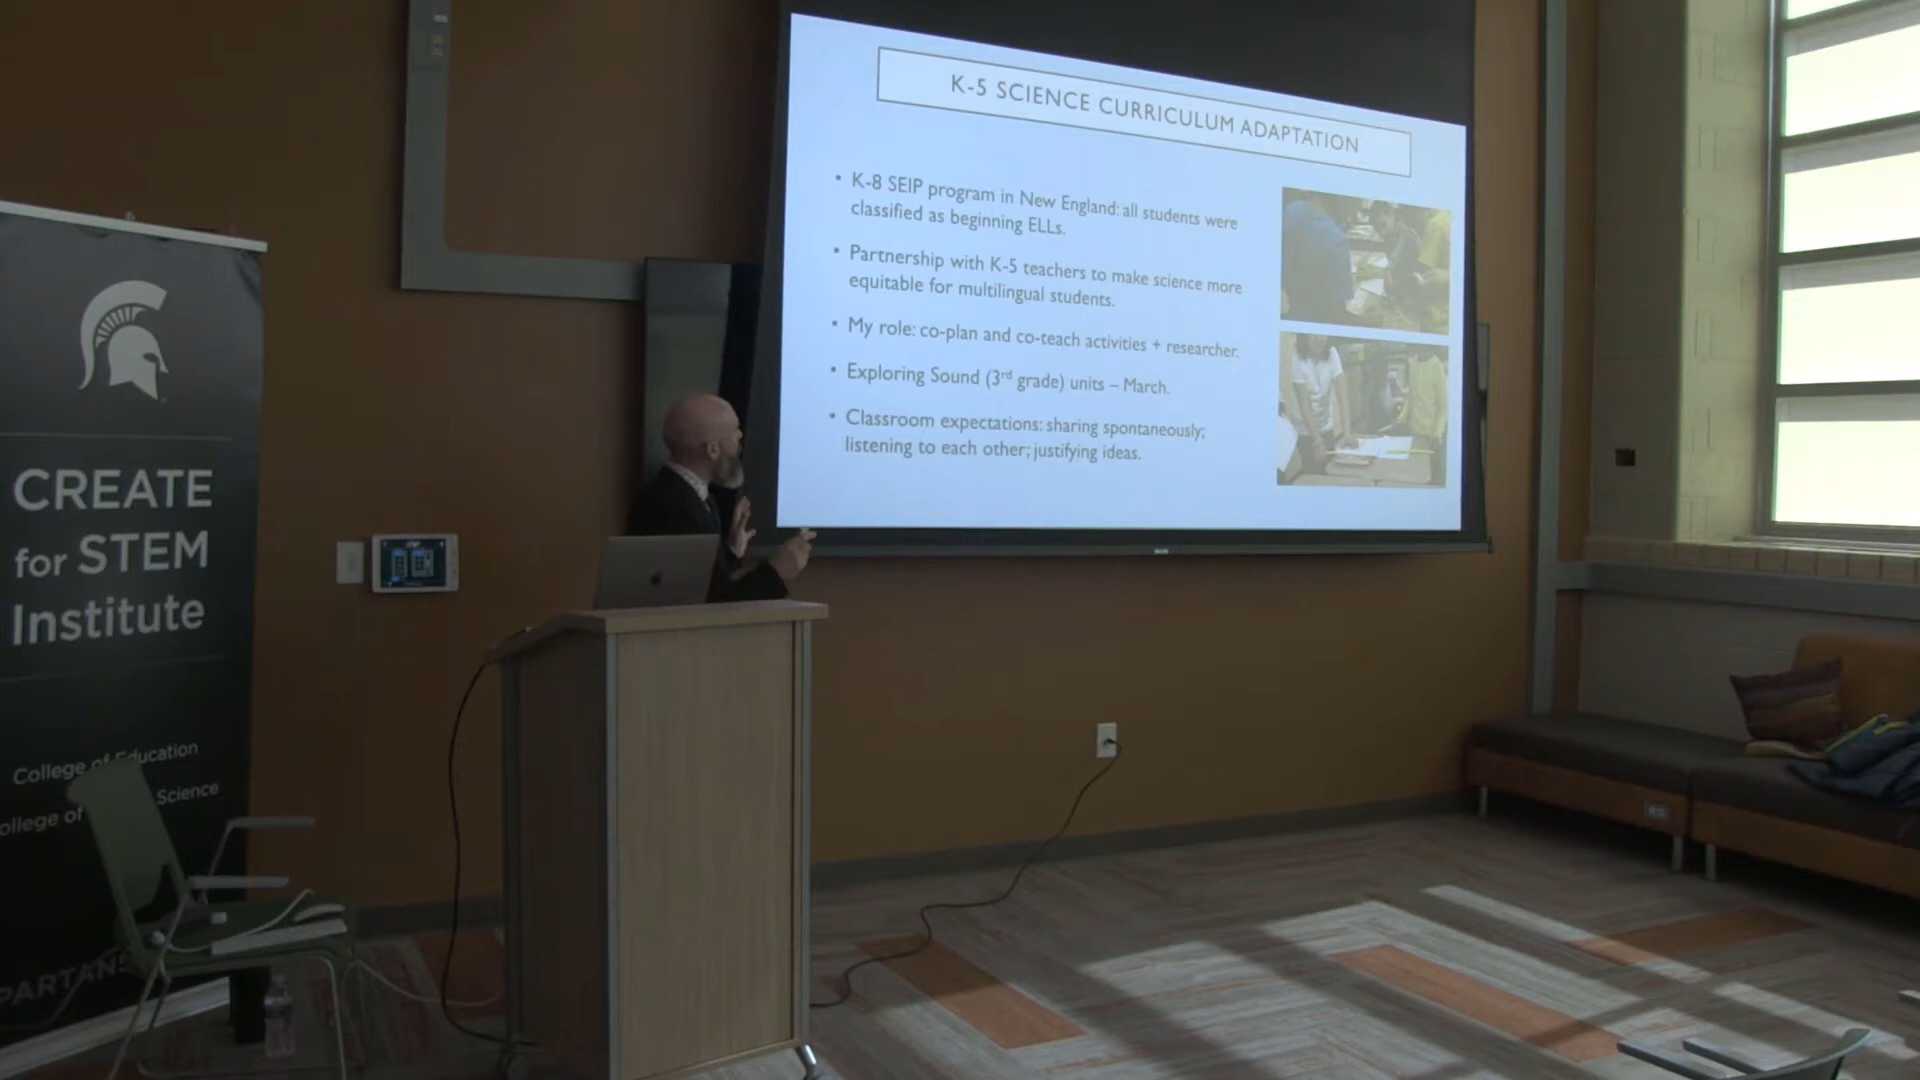 K-5 SCIENCE CURRICULUM ADAPTATION
• K-8 SEIP program in New England: all students were
classified as beginning ELLs.
• Partnership with K-5 teachers to make science more
equitable for multilingual students.
• My role: co-plan and co-teach activities + researcher.
• Exploring Sound (3rd grade) units – March.
• Classroom expectations: sharing spontaneously;
listening to each other; justifying ideas.
CREATE
for STEM
Institute
College of Education
ollege of Science
PARTANS